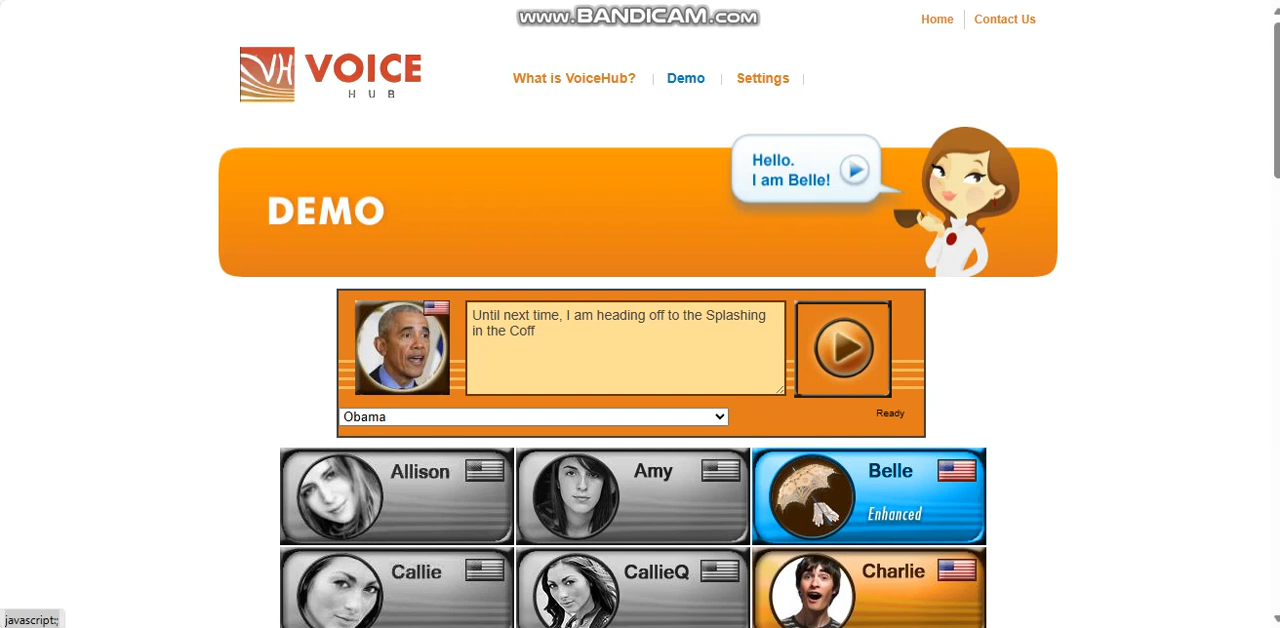 www.BANDICAM.com
Home
Contact Us
VH VOICE
HUB
What is VoiceHub?
Demo
Settings
Hello.
I am Belle!
DEMO
Until next time, I am heading off to the Splashing
in the Coff
Obama
Ready
Allison
Amy
Belle
Enhanced
Callie
CallieQ
Charlie
javascript:;